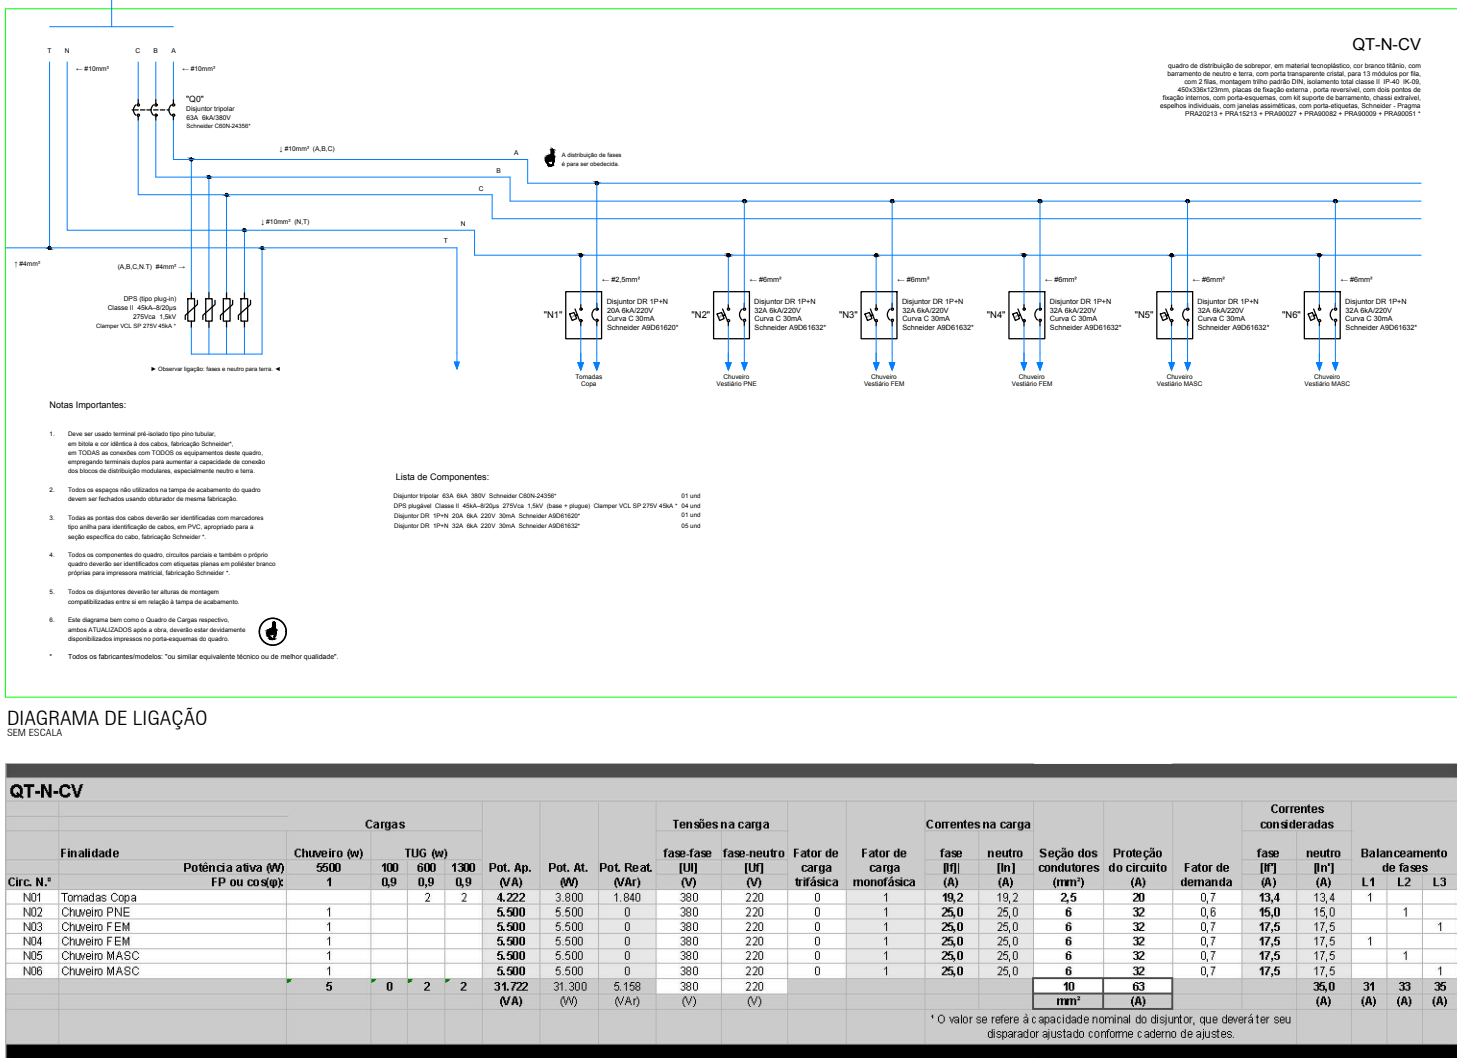 QT-N-CV
quadro de distribuição de sobrepor, em material tecnoplástico, cor branco titânio, com
barramento de neutro e terra, com porta transparente cristal, para 13 módulos por fila,
com 2 filas, montagem trilho padrão DIN, isolamento total classe II IP-40 IK-09,
450x336x123mm, placas de fixação externa , porta reversível, com dois pontos de
fixação internos, com porta-esquemas, com kit suporte de barramento, chassi extraível,
espelhos individuais, com janelas assimétricas, com porta-etiquetas, Schneider - Pragma
PRA20213 + PRA15213 + PRA90027 + PRA90082 + PRA90009 + PRA90051 *
T N C B A
← #10mm² ← #10mm²
"Q0"
Disjuntor tripolar
63A 6kA/380V
Schneider C60N-24356*
↓ #10mm² (A,B,C)
A
B
C
A distribuição de fases
é para ser obedecida.
↓ #10mm² (N,T)
N
T
↑ #4mm²
(A,B,C,N.T) #4mm² →
DPS (tipo plug-in)
Classe II 45kA–8/20µs
275Vca 1,5kV
Clamper VCL SP 275V 45kA *
► Observar ligação: fases e neutro para terra. ◄
← #2,5mm²
"N1"
Disjuntor DR 1P+N
20A 6kA/220V
Curva C 30mA
Schneider A9D61620*
Tomadas
Copa
← #6mm²
"N2"
Disjuntor DR 1P+N
32A 6kA/220V
Curva C 30mA
Schneider A9D61632*
Chuveiro
Vestiário PNE
← #6mm²
"N3"
Disjuntor DR 1P+N
32A 6kA/220V
Curva C 30mA
Schneider A9D61632*
Chuveiro
Vestiário FEM
← #6mm²
"N4"
Disjuntor DR 1P+N
32A 6kA/220V
Curva C 30mA
Schneider A9D61632*
Chuveiro
Vestiário FEM
← #6mm²
"N5"
Disjuntor DR 1P+N
32A 6kA/220V
Curva C 30mA
Schneider A9D61632*
Chuveiro
Vestiário MASC
← #6mm²
"N6"
Disjuntor DR 1P+N
32A 6kA/220V
Curva C 30mA
Schneider A9D61632*
Chuveiro
Vestiário MASC
Notas Importantes:
1. Deve ser usado terminal pré-isolado tipo pino tubular,
em bitola e cor idêntica à dos cabos, fabricação Schneider*,
em TODAS as conexões com TODOS os equipamentos deste quadro,
empregando terminais duplos para aumentar a capacidade de conexão
dos blocos de distribuição modulares, especialmente neutro e terra.
2. Todos os espaços não utilizados na tampa de acabamento do quadro
devem ser fechados usando obturador de mesma fabricação.
3. Todas as pontas dos cabos deverão ser identificadas com marcadores
tipo anilha para identificação de cabos, em PVC, apropriado para a
seção específica do cabo, fabricação Schneider *.
4. Todos os componentes do quadro, circuitos parciais e também o próprio
quadro deverão ser identificados com etiquetas planas em poliéster branco
próprias para impressora matricial, fabricação Schneider *.
5. Todos os disjuntores deverão ter alturas de montagem
compatibilizadas entre si em relação à tampa de acabamento.
6. Este diagrama bem como o Quadro de Cargas respectivo,
ambos ATUALIZADOS após a obra, deverão estar devidamente
disponibilizados impressos no porta-esquemas do quadro.
* Todos os fabricantes/modelos: "ou similar equivalente técnico ou de melhor qualidade".
Lista de Componentes:
Disjuntor tripolar 63A 6kA 380V Schneider C60N-24356* 01 und
DPS plugável Classe II 45kA–8/20µs 275Vca 1,5kV (base + plugue) Clamper VCL SP 275V 45kA * 04 und
Disjuntor DR 1P+N 20A 6kA 220V 30mA Schneider A9D61620* 01 und
Disjuntor DR 1P+N 32A 6kA 220V 30mA Schneider A9D61632* 05 und
DIAGRAMA DE LIGAÇÃO
SEM ESCALA
QT-N-CV
Correntes
Cargas Tensões na carga Correntes na carga consideradas
Finalidade Chuveiro (w) TUG (w) fase-fase fase-neutro Fator de Fator de fase neutro Seção dos Proteção fase neutro Balanceamento
Potência ativa (W) 5500 100 600 1300 Pot. Ap. Pot. At. Pot. Reat. [Ul] [Uf] carga carga [If] [In] condutores do circuito Fator de [If'] [In'] de fases
Circ. N.º FP ou cos(φ): 1 0,9 0,9 0,9 (VA) (W) (VAr) (V) (V) trifásica monofásica (A) (A) (mm²) (A) demanda (A) (A) L1 L2 L3
N01 Tomadas Copa 2 2 4.222 3.800 1.840 380 220 0 1 19,2 19,2 2,5 20 0,7 13,4 13,4 1
N02 Chuveiro PNE 1 5.500 5.500 0 380 220 0 1 25,0 25,0 6 32 0,6 15,0 15,0 1
N03 Chuveiro FEM 1 5.500 5.500 0 380 220 0 1 25,0 25,0 6 32 0,7 17,5 17,5 1
N04 Chuveiro FEM 1 5.500 5.500 0 380 220 0 1 25,0 25,0 6 32 0,7 17,5 17,5 1
N05 Chuveiro MASC 1 5.500 5.500 0 380 220 0 1 25,0 25,0 6 32 0,7 17,5 17,5 1
N06 Chuveiro MASC 1 5.500 5.500 0 380 220 0 1 25,0 25,0 6 32 0,7 17,5 17,5 1
5 0 2 2 31.722 31.300 5.158 380 220 10 63 35,0 31 33 35
(VA) (W) (VAr) (V) (V) mm² (A) (A) (A) (A) (A)
¹ O valor se refere à capacidade nominal do disjuntor, que deverá ter seu
disparador ajustado conforme caderno de ajustes.